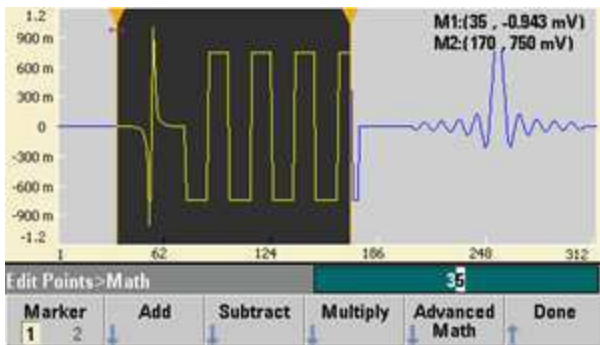 1.2
M1:(35 , -0.943 mV)
900 m
M2:(170 , 750 mV)
600 m
300 m
0
-300 m
-600 m
-900 m
-1.2
1 62 124 186 248 312
Edit Points>Math 35
Marker Add Subtract Multiply Advanced Math Done
1 2